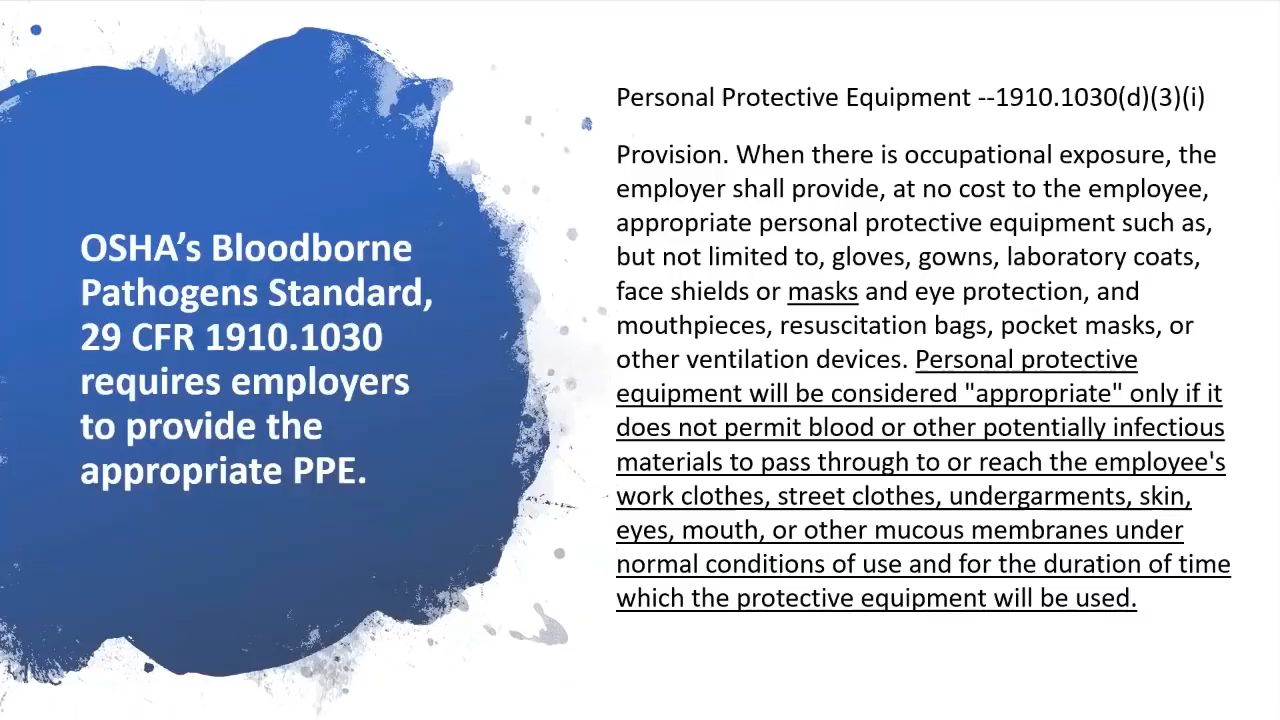 OSHA’s Bloodborne
Pathogens Standard,
29 CFR 1910.1030
requires employers
to provide the
appropriate PPE.
Personal Protective Equipment --1910.1030(d)(3)(i)
Provision. When there is occupational exposure, the
employer shall provide, at no cost to the employee,
appropriate personal protective equipment such as,
but not limited to, gloves, gowns, laboratory coats,
face shields or masks and eye protection, and
mouthpieces, resuscitation bags, pocket masks, or
other ventilation devices. Personal protective
equipment will be considered "appropriate" only if it
does not permit blood or other potentially infectious
materials to pass through to or reach the employee's
work clothes, street clothes, undergarments, skin,
eyes, mouth, or other mucous membranes under
normal conditions of use and for the duration of time
which the protective equipment will be used.